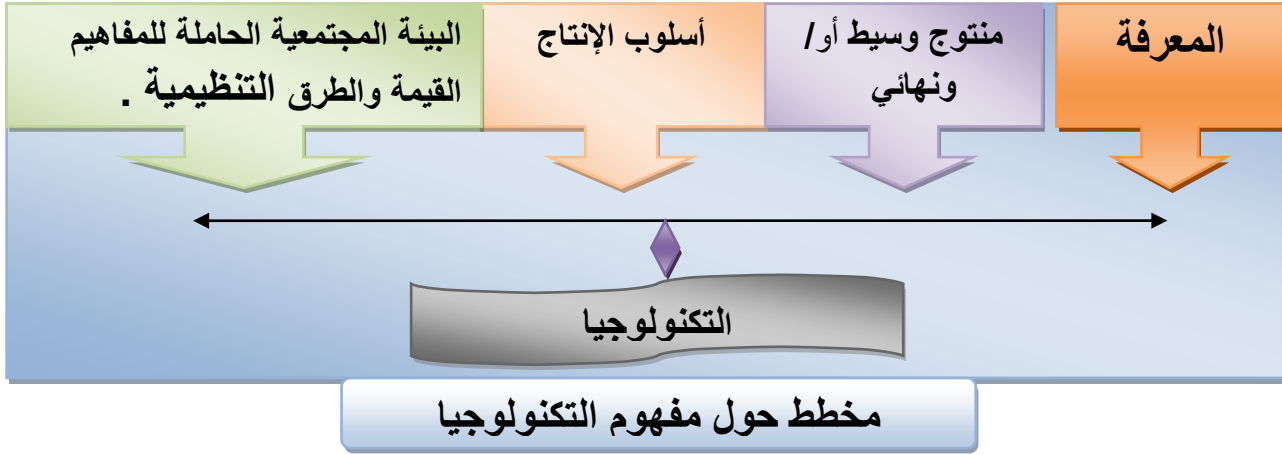 المعرفة
منتوج وسيط أو/
ونهائي
أسلوب الإنتاج
البيئة المجتمعية الحاملة للمفاهيم
القيمة والطرق التنظيمية .
التكنولوجيا
مخطط حول مفهوم التكنولوجيا